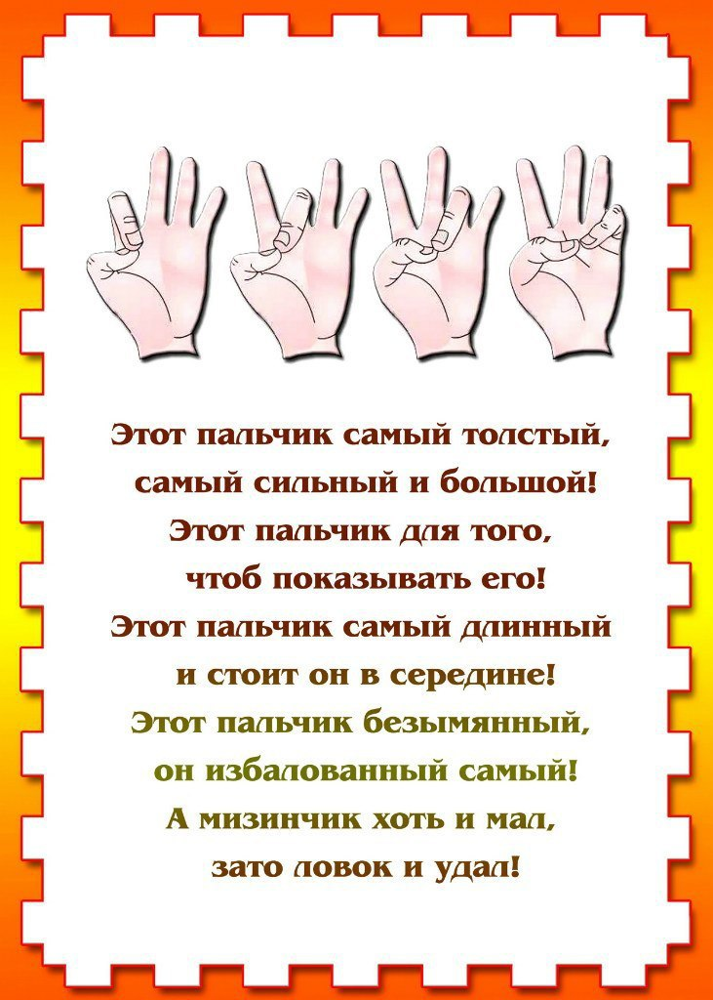 Этот пальчик самый толстый,
самый сильный и большой!
Этот пальчик для того,
чтоб показывать его!
Этот пальчик самый длинный
и стоит он в середине!
Этот пальчик безымянный,
он избалованный самый!
А мизинчик хоть и мал,
зато ловок и удал!